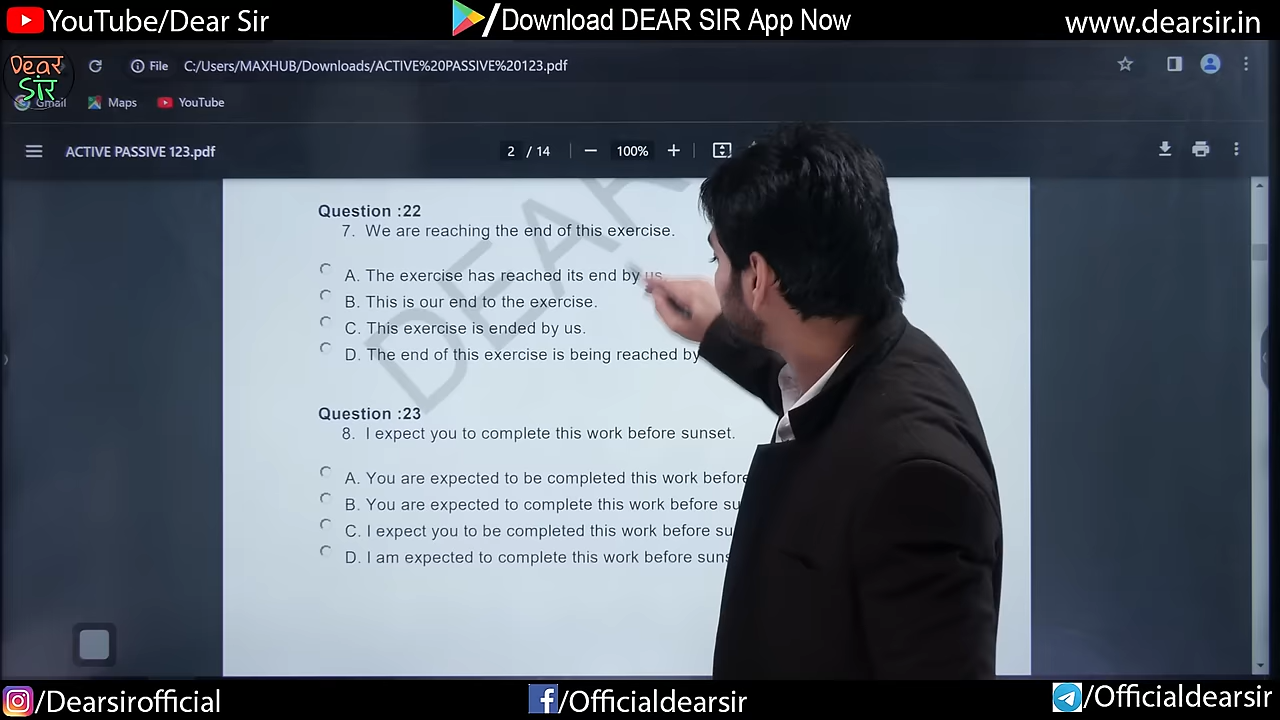 /YouTube/Dear Sir
/Download DEAR SIR App Now
www.dearsir.in
Dear
सर
File
C:/Users/MAXHUB/Downloads/ACTIVE%20PASSIVE%20123.pdf
Gmail
Maps
YouTube
ACTIVE PASSIVE 123.pdf
2 / 14
100%
DEAR
Question :22
7. We are reaching the end of this exercise.
A. The exercise has reached its end by us
B. This is our end to the exercise.
C. This exercise is ended by us.
D. The end of this exercise is being reached by
Question :23
8. I expect you to complete this work before sunset.
A. You are expected to be completed this work before
B. You are expected to complete this work before su
C. I expect you to be completed this work before su
D. I am expected to complete this work before suns
/Dearsirofficial
/Officialdearsir
/Officialdearsir